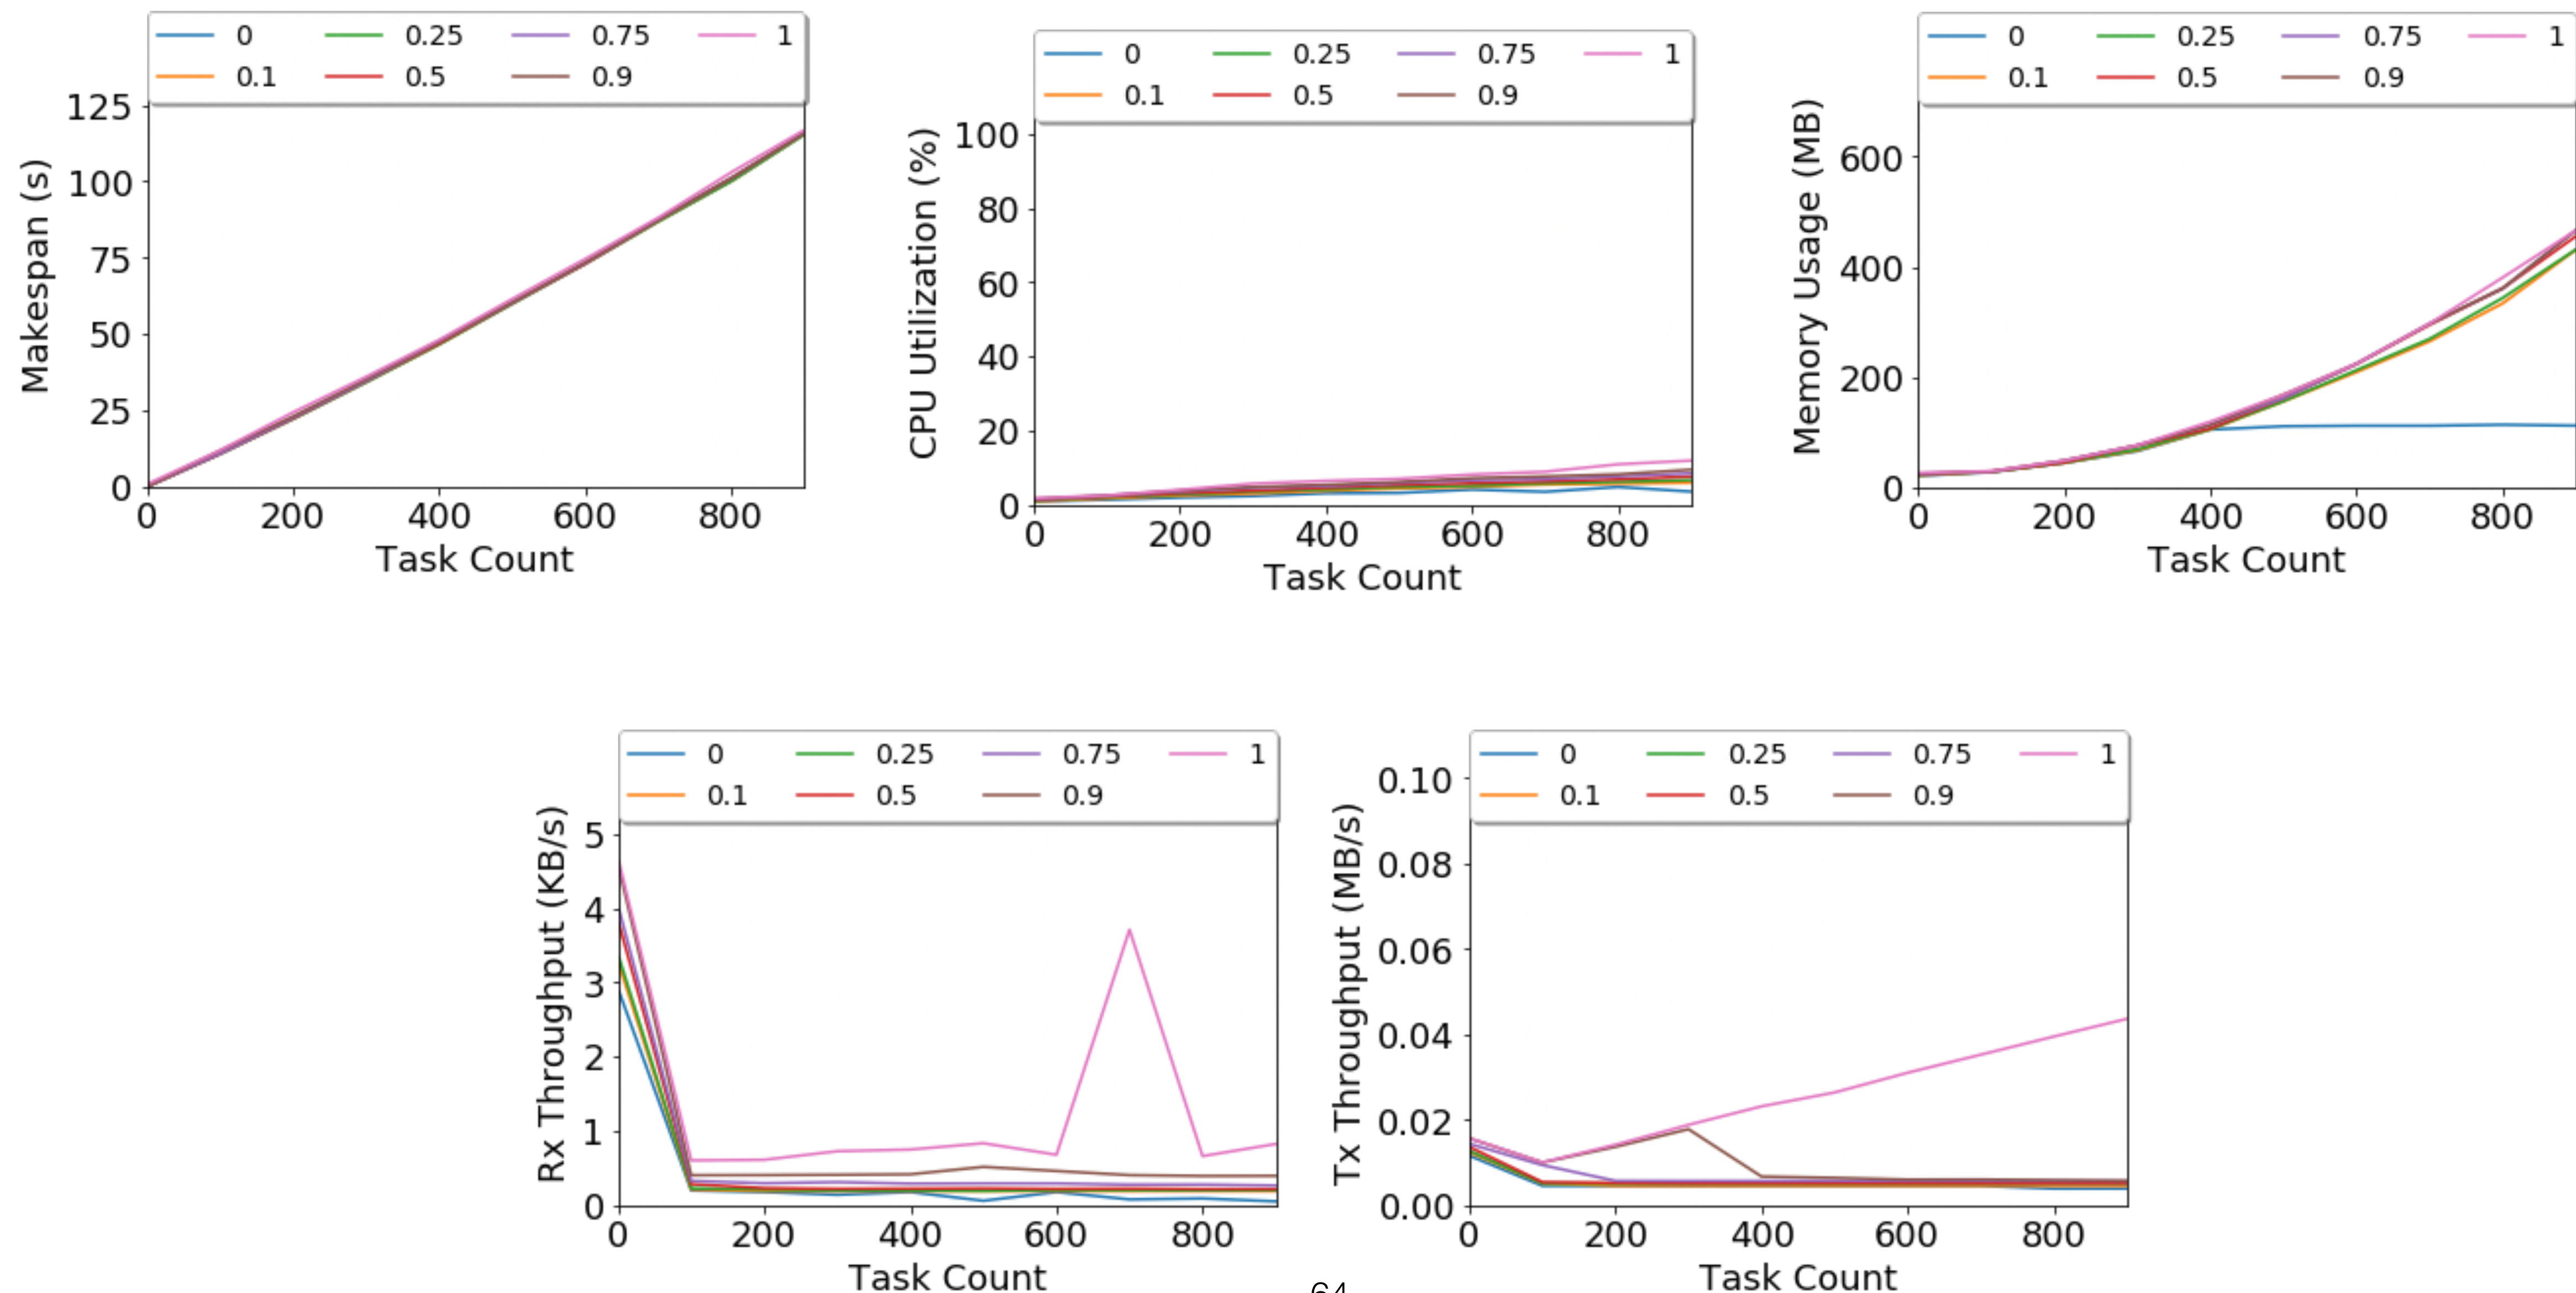 0 0.25 0.75 1
0.1 0.5 0.9
125
100
75
50
25
0
Makespan (s)
0 200 400 600 800
Task Count
0 0.25 0.75 1
0.1 0.5 0.9
100
80
60
40
20
0
CPU Utilization (%)
0 200 400 600 800
Task Count
0 0.25 0.75 1
0.1 0.5 0.9
600
400
200
0
Memory Usage (MB)
0 200 400 600 800
Task Count
0 0.25 0.75 1
0.1 0.5 0.9
5
4
3
2
1
0
Rx Throughput (KB/s)
0 200 400 600 800
Task Count
0 0.25 0.75 1
0.1 0.5 0.9
0.10
0.08
0.06
0.04
0.02
0.00
Tx Throughput (MB/s)
0 200 400 600 800
Task Count
64